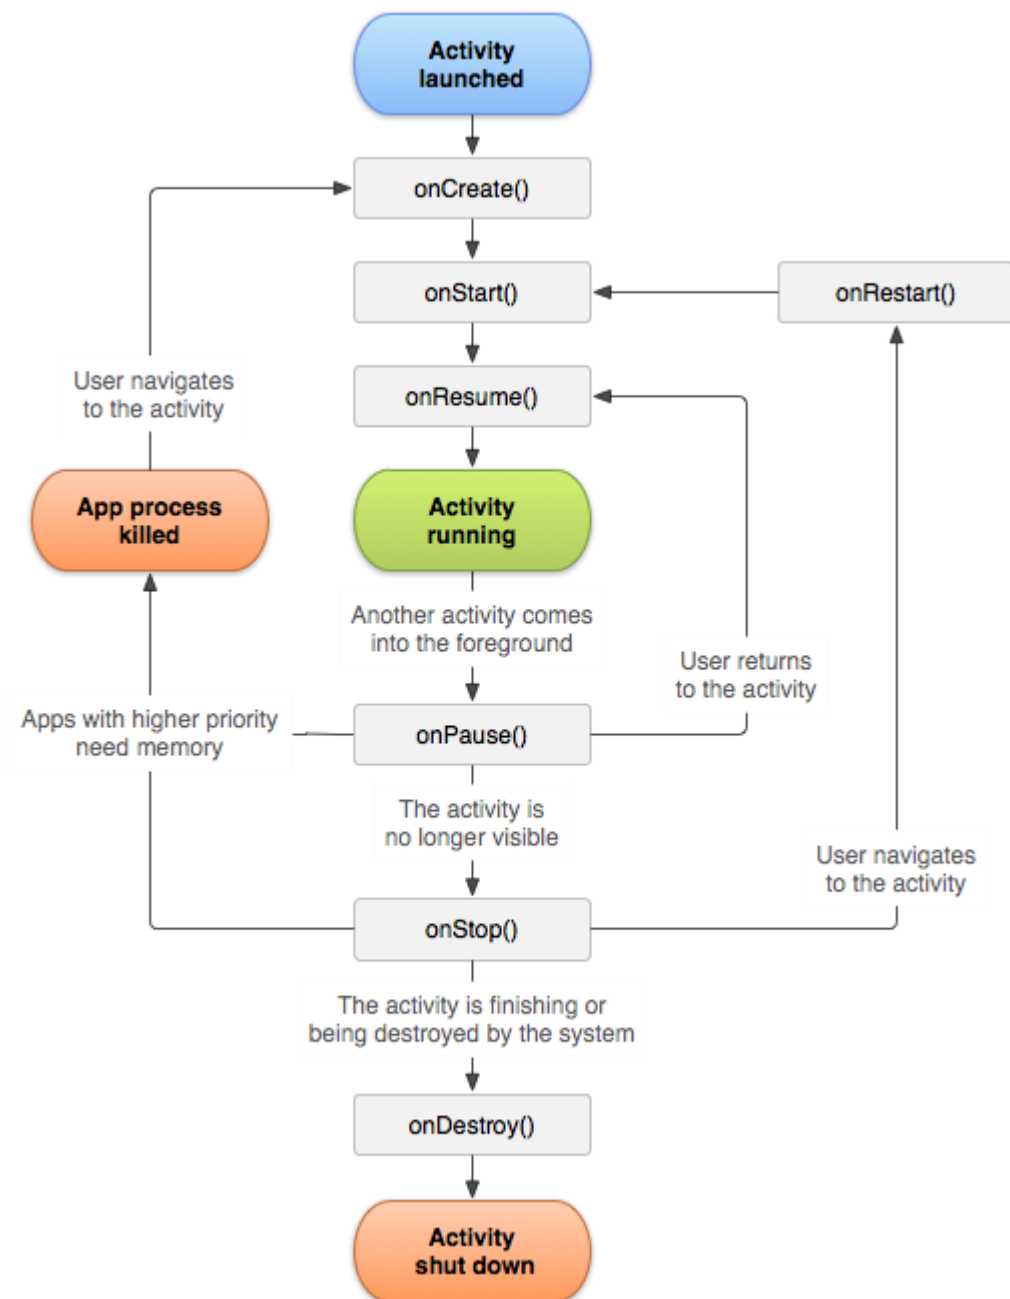 Activity
launched
onCreate()
onStart()
onRestart()
User navigates
to the activity
onResume()
App process
killed
Activity
running
Another activity comes
into the foreground
User returns
to the activity
Apps with higher priority
need memory
onPause()
The activity is
no longer visible
User navigates
to the activity
onStop()
The activity is finishing or
being destroyed by the system
onDestroy()
Activity
shut down